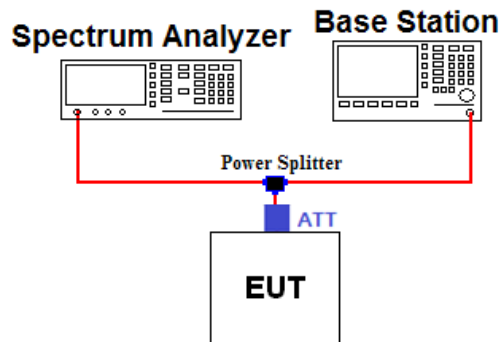 Spectrum Analyzer
Base Station
Power Splitter
ATT
EUT